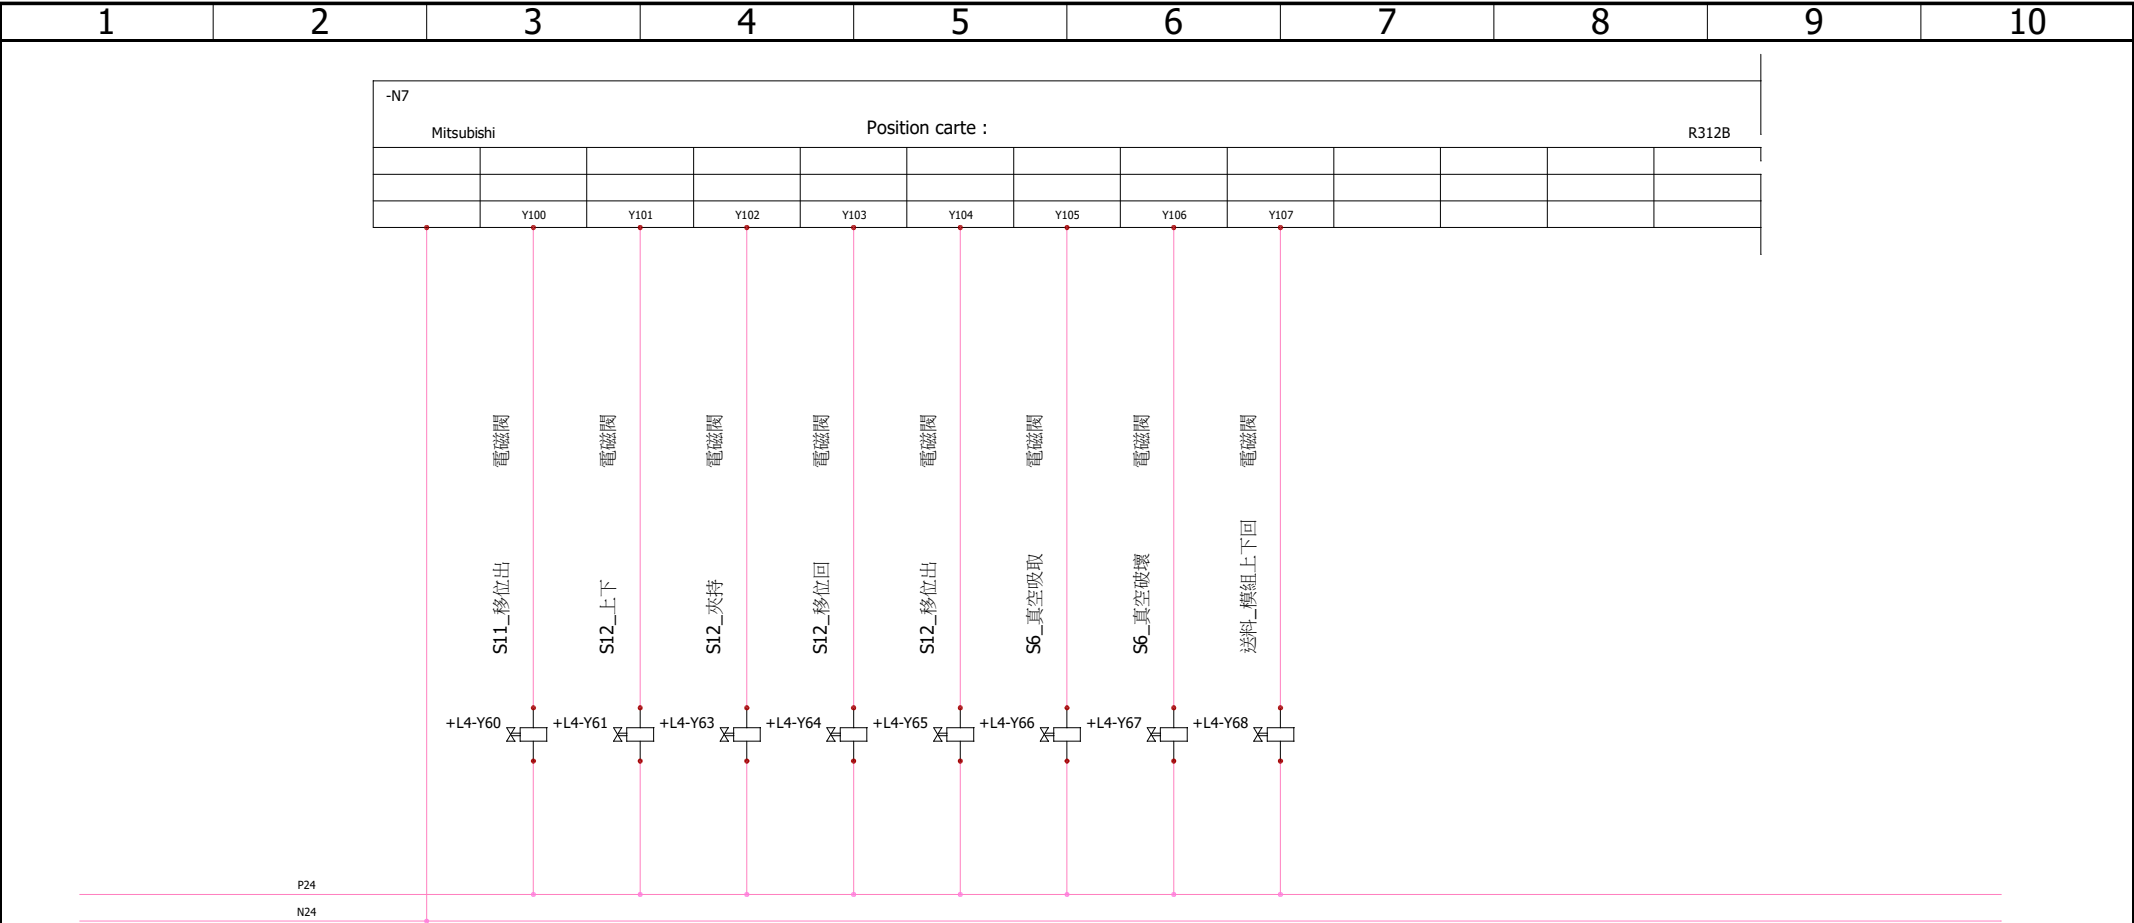 1 2 3 4 5 6 7 8 9 10
-N7
Mitsubishi Position carte : R312B
Y100 Y101 Y102 Y103 Y104 Y105 Y106 Y107
S11_移位出 電磁閥
S12_上下 電磁閥
S12_夾持 電磁閥
S12_移位回 電磁閥
S12_移位出 電磁閥
S6_真空吸取 電磁閥
S6_真空破壞 電磁閥
送料_模組上下回 電磁閥
+L4-Y60 +L4-Y61 +L4-Y63 +L4-Y64 +L4-Y65 +L4-Y66 +L4-Y67 +L4-Y68
P24
N24